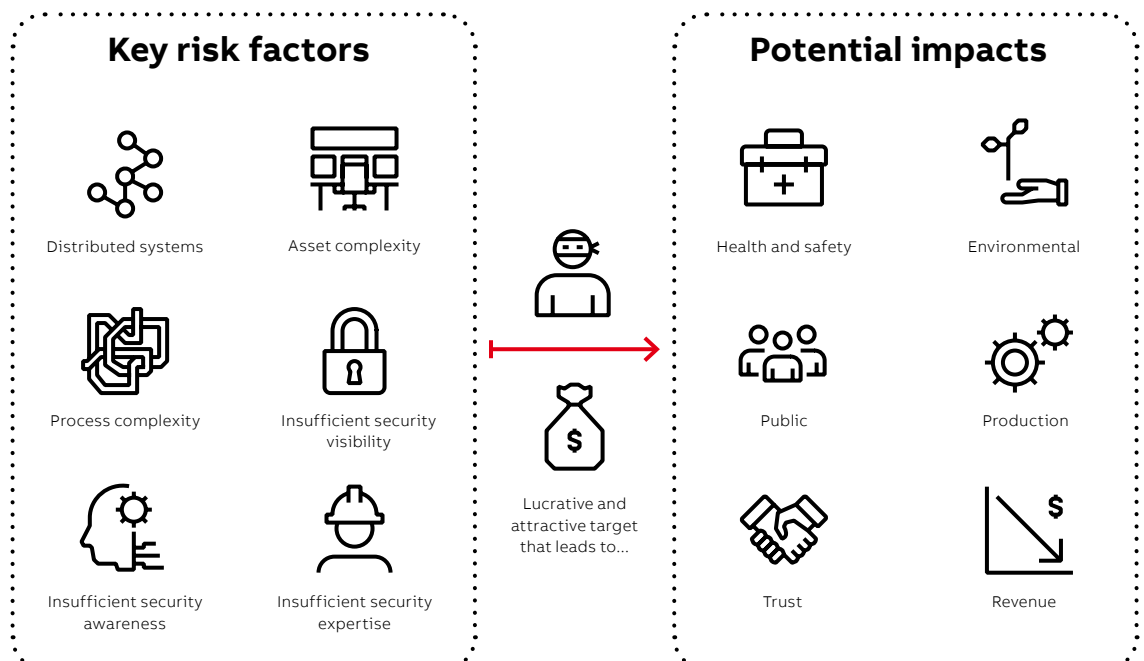 Key risk factors
Distributed systems
Asset complexity
Process complexity
Insufficient security
visibility
Insufficient security
awareness
Insufficient security
expertise
$
Lucrative and
attractive target
that leads to...
Potential impacts
Health and safety
Environmental
Public
Production
Trust
$
Revenue